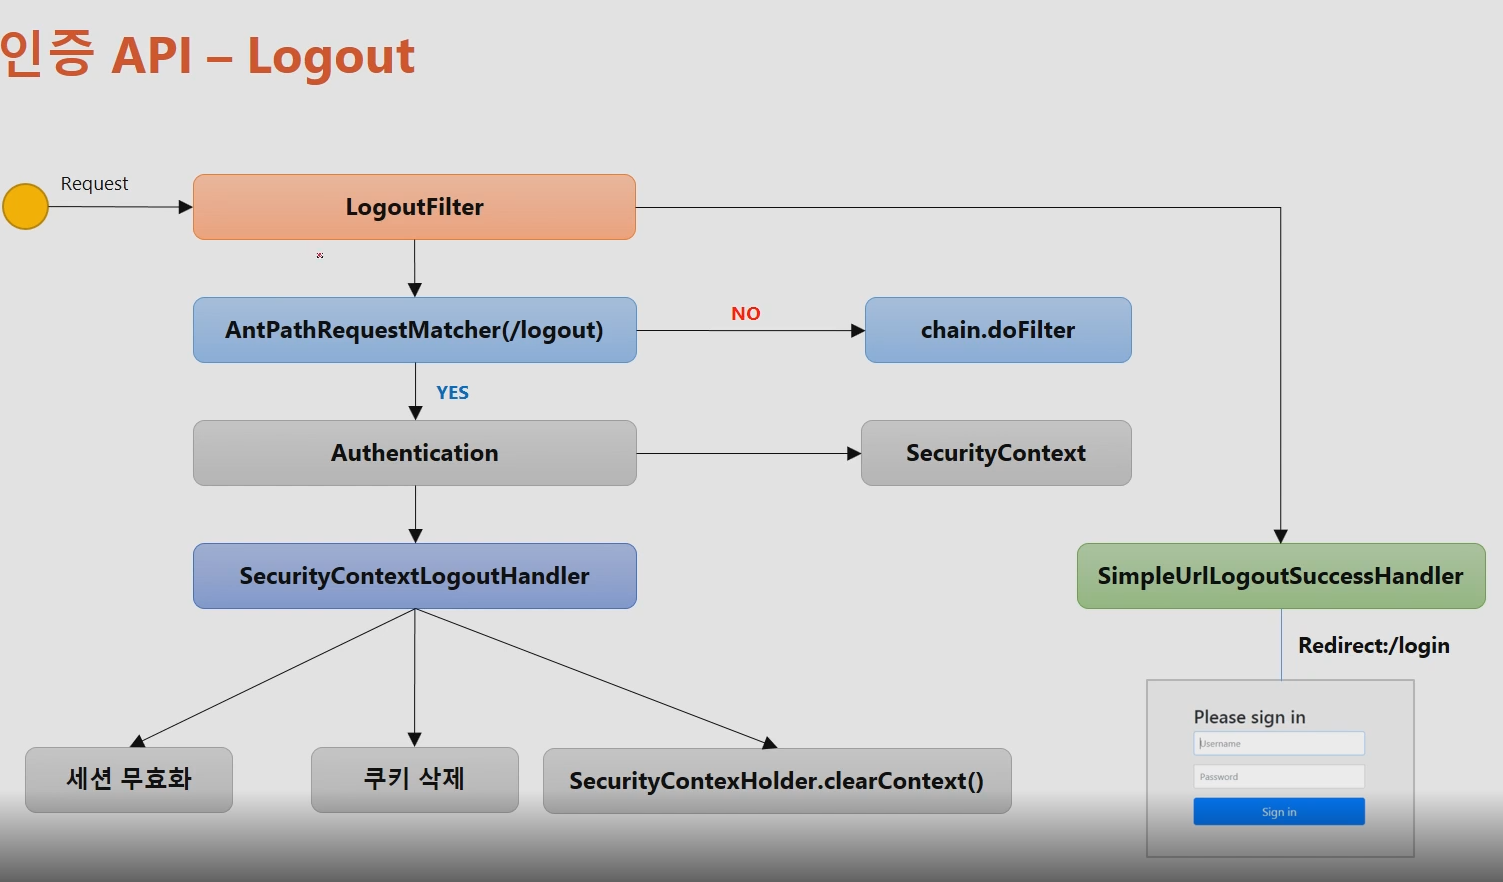 인증 API – Logout
Request
LogoutFilter
AntPathRequestMatcher(/logout)
NO
chain.doFilter
YES
Authentication
SecurityContext
SecurityContextLogoutHandler
SimpleUrlLogoutSuccessHandler
Redirect:/login
Please sign in
Username
Password
Sign in
세션 무효화
쿠키 삭제
SecurityContexHolder.clearContext()